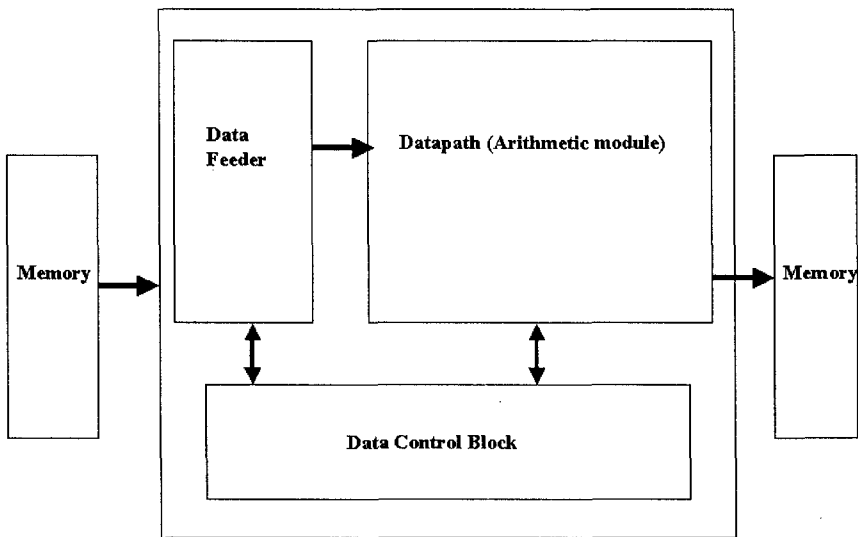 Data
Feeder
Datapath (Arithmetic module)
Memory
Memory
Data Control Block